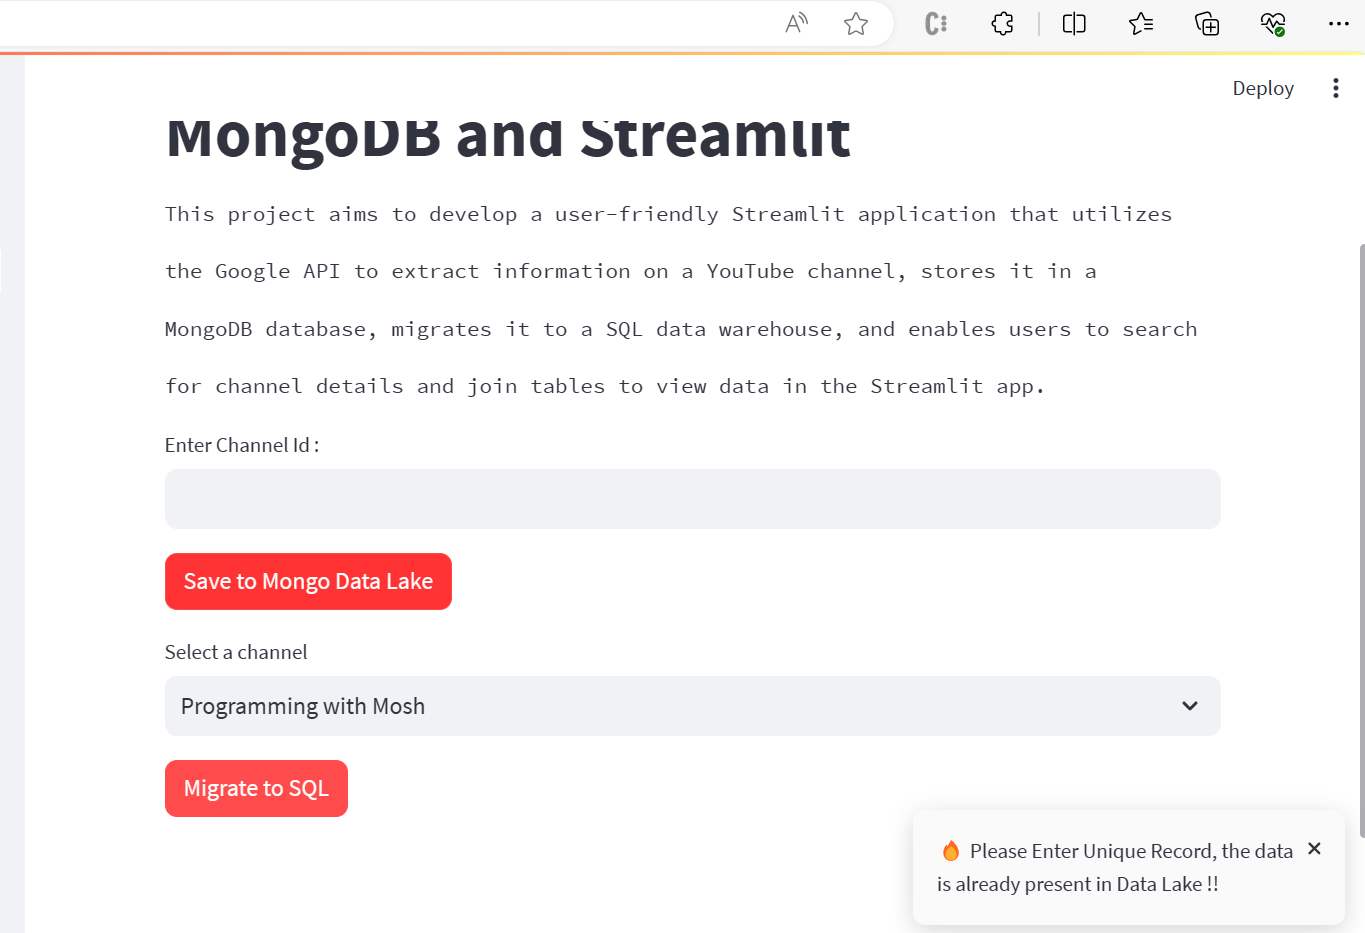 Deploy
MongoDB and Streamlit
This project aims to develop a user-friendly Streamlit application that utilizes
the Google API to extract information on a YouTube channel, stores it in a
MongoDB database, migrates it to a SQL data warehouse, and enables users to search
for channel details and join tables to view data in the Streamlit app.
Enter Channel Id :
Save to Mongo Data Lake
Select a channel
Programming with Mosh
Migrate to SQL
🔥 Please Enter Unique Record, the data
is already present in Data Lake !!